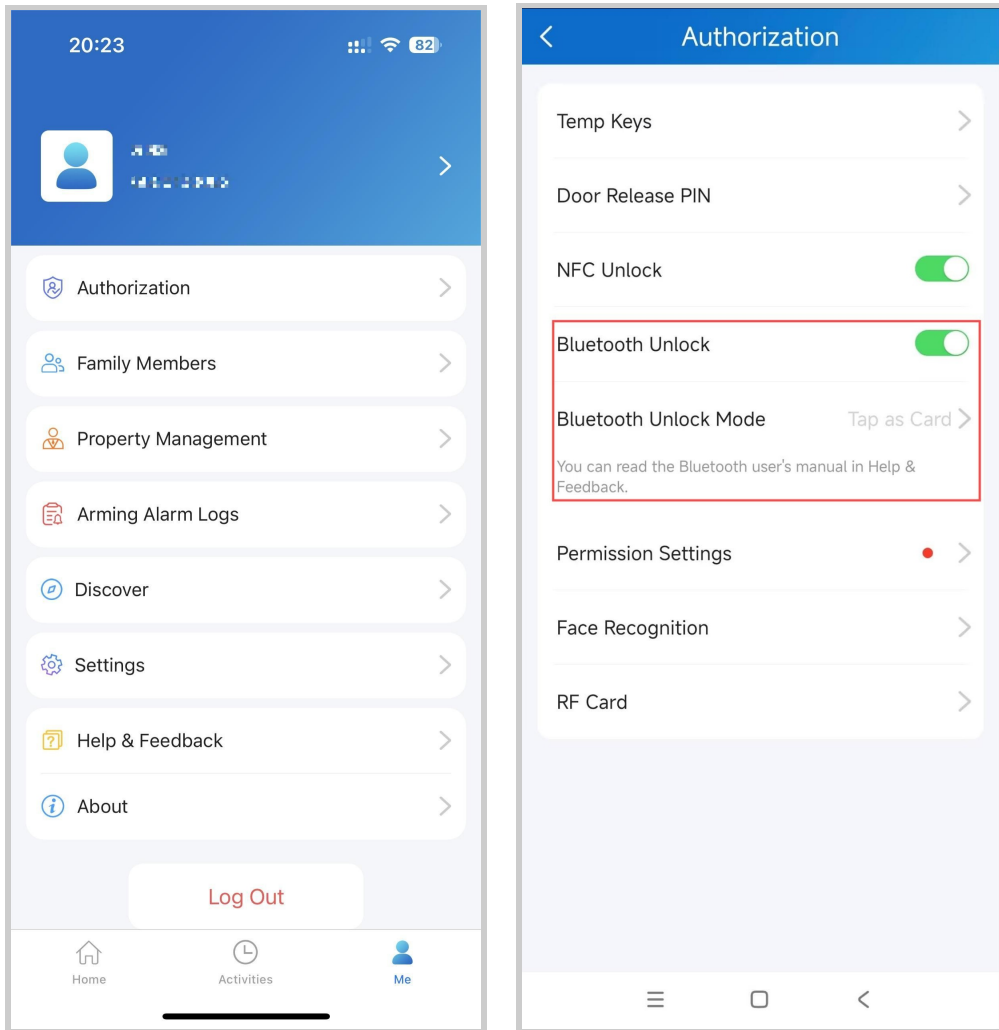 20:23
82
Authorization
Family Members
Property Management
Arming Alarm Logs
Discover
Settings
Help & Feedback
About
Log Out
Home
Activities
Me
Authorization
Temp Keys
Door Release PIN
NFC Unlock
Bluetooth Unlock
Bluetooth Unlock Mode
Tap as Card
You can read the Bluetooth user's manual in Help &
Feedback.
Permission Settings
Face Recognition
RF Card